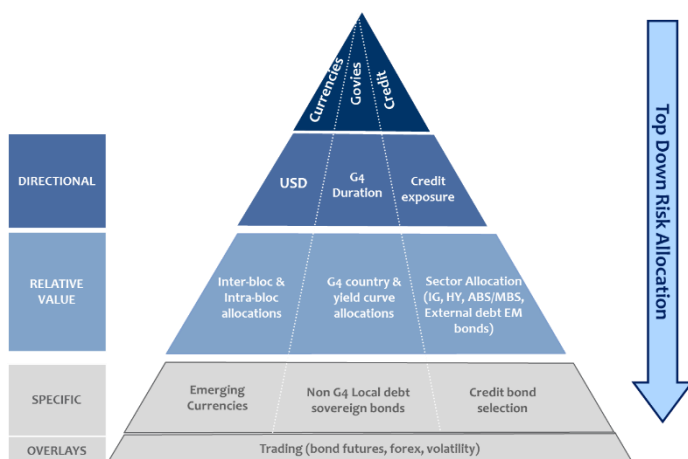 Currencies
Govies
Credit
DIRECTIONAL
USD
G4
Duration
Credit
exposure
RELATIVE
VALUE
Inter-bloc &
Intra-bloc
allocations
G4 country &
yield curve
allocations
Sector Allocation
(IG, HY, ABS/MBS,
External debt EM
bonds)
SPECIFIC
Emerging
Currencies
Non G4 Local debt
sovereign bonds
Credit bond
selection
OVERLAYS
Trading (bond futures, forex, volatility)
Top Down Risk Allocation